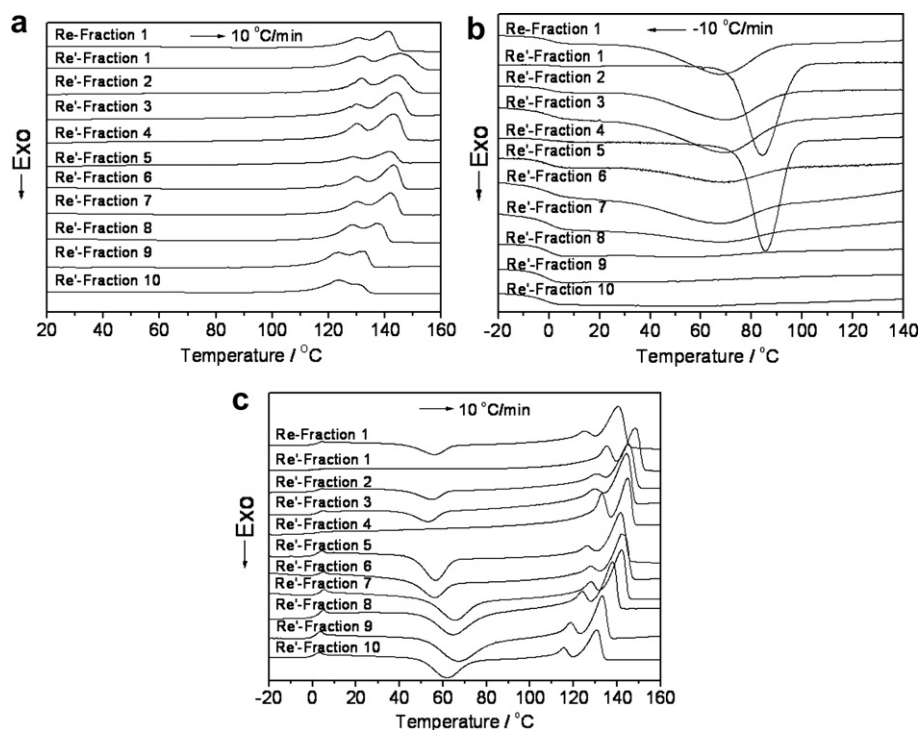 a
Re-Fraction 1
10 °C/min
Re'-Fraction 1
Re'-Fraction 2
Re'-Fraction 3
Re'-Fraction 4
Re'-Fraction 5
Re'-Fraction 6
Re'-Fraction 7
Re'-Fraction 8
Re'-Fraction 9
Re'-Fraction 10
Exo
20 40 60 80 100 120 140 160
Temperature / °C
b
Re-Fraction 1
-10 °C/min
Re'-Fraction 1
Re'-Fraction 2
Re'-Fraction 3
Re'-Fraction 4
Re'-Fraction 5
Re'-Fraction 6
Re'-Fraction 7
Re'-Fraction 8
Re'-Fraction 9
Re'-Fraction 10
Exo
-20 0 20 40 60 80 100 120 140
Temperature / °C
c
10 °C/min
Re-Fraction 1
Re'-Fraction 1
Re'-Fraction 2
Re'-Fraction 3
Re'-Fraction 4
Re'-Fraction 5
Re'-Fraction 6
Re'-Fraction 7
Re'-Fraction 8
Re'-Fraction 9
Re'-Fraction 10
Exo
-20 0 20 40 60 80 100 120 140 160
Temperature / °C